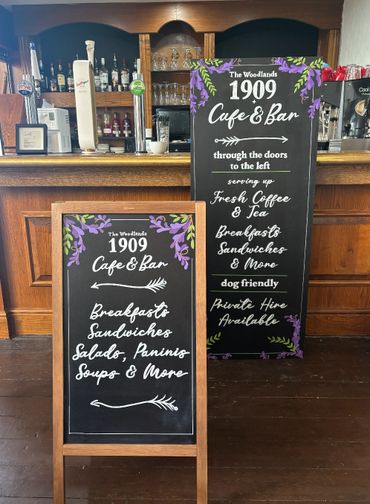 The Woodlands
1909
Cafe & Bar
through the doors
to the left
serving up
Fresh Coffee
& Tea
Breakfasts
Sandwiches
& More
dog friendly
Private Hire
Available
The Woodlands
1909
Cafe & Bar
Breakfasts
Sandwiches
Salads, Paninis
Soups & More
Cool